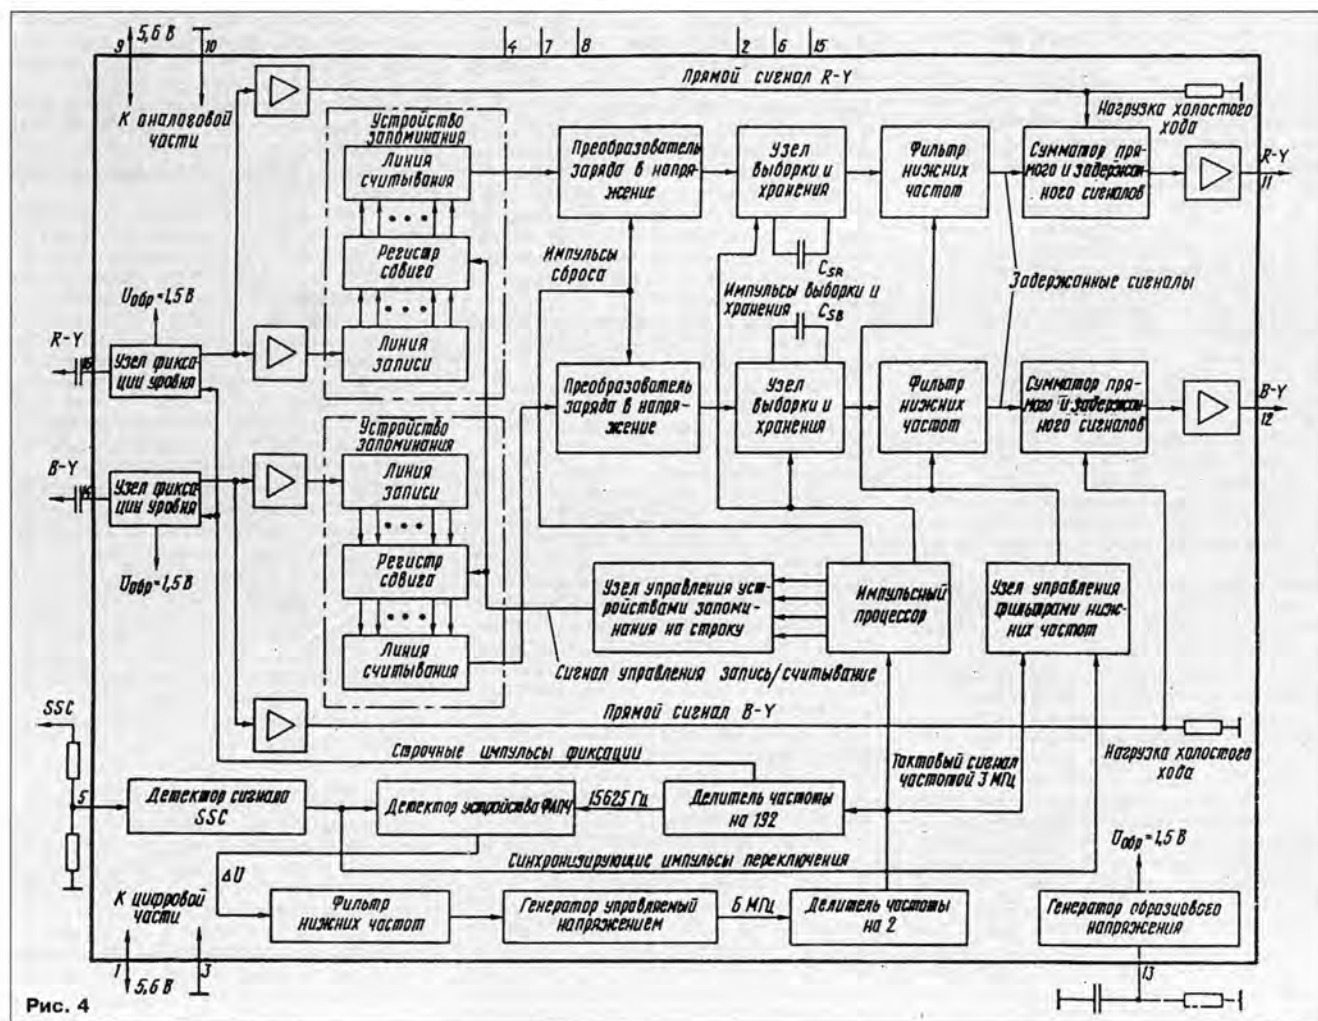 5,6 В
9
10
4
7
8
2
6
15
К аналоговой
части
Прямой сигнал R-Y
Нагрузка холостого
хода
Устройство
запоминания
Линия
считывания
Регистр
сдвига
Линия
записи
Преобразователь
заряда в напря-
жение
Узел
выборки и
хранения
Фильтр
нижних
частот
Сумматор пря-
мого и задержан-
ного сигналов
R-Y
11
Импульсы
сброса
C_SR
Импульсы выборки и
хранения
C_SB
Задержанные сигналы
Uобр=1,5 В
R-Y
16
Узел фикса-
ции уровня
Преобразователь
заряда в напря-
жение
Узел
выборки и
хранения
Фильтр
нижних
частот
Сумматор пря-
мого и задержан-
ного сигналов
B-Y
12
B-Y
Узел фикса-
ции уровня
Uобр=1,5 В
Устройство
запоминания
Линия
записи
Регистр
сдвига
Линия
считывания
Узел управления уст-
ройствами запоми-
нания на строку
Импульсный
процессор
Узел управления
фильтрами ниж-
них частот
Сигнал управления запись/считывание
SSC
Прямой сигнал B-Y
Нагрузка холостого
хода
Строчные импульсы фиксации
Тактовый сигнал
частотой 3 МГц
5
Детектор сигнала
SSC
Детектор устройства ФАПЧ
15625 Гц
Делитель частоты
на 192
Синхронизирующие импульсы переключения
Uобр=1,5 В
ΔU
К цифровой
части
Фильтр
нижних частот
Генератор управляемый
напряжением
6 МГц
Делитель частоты
на 2
Генератор образцового
напряжения
1
3
5,6 В
13
Рис. 4